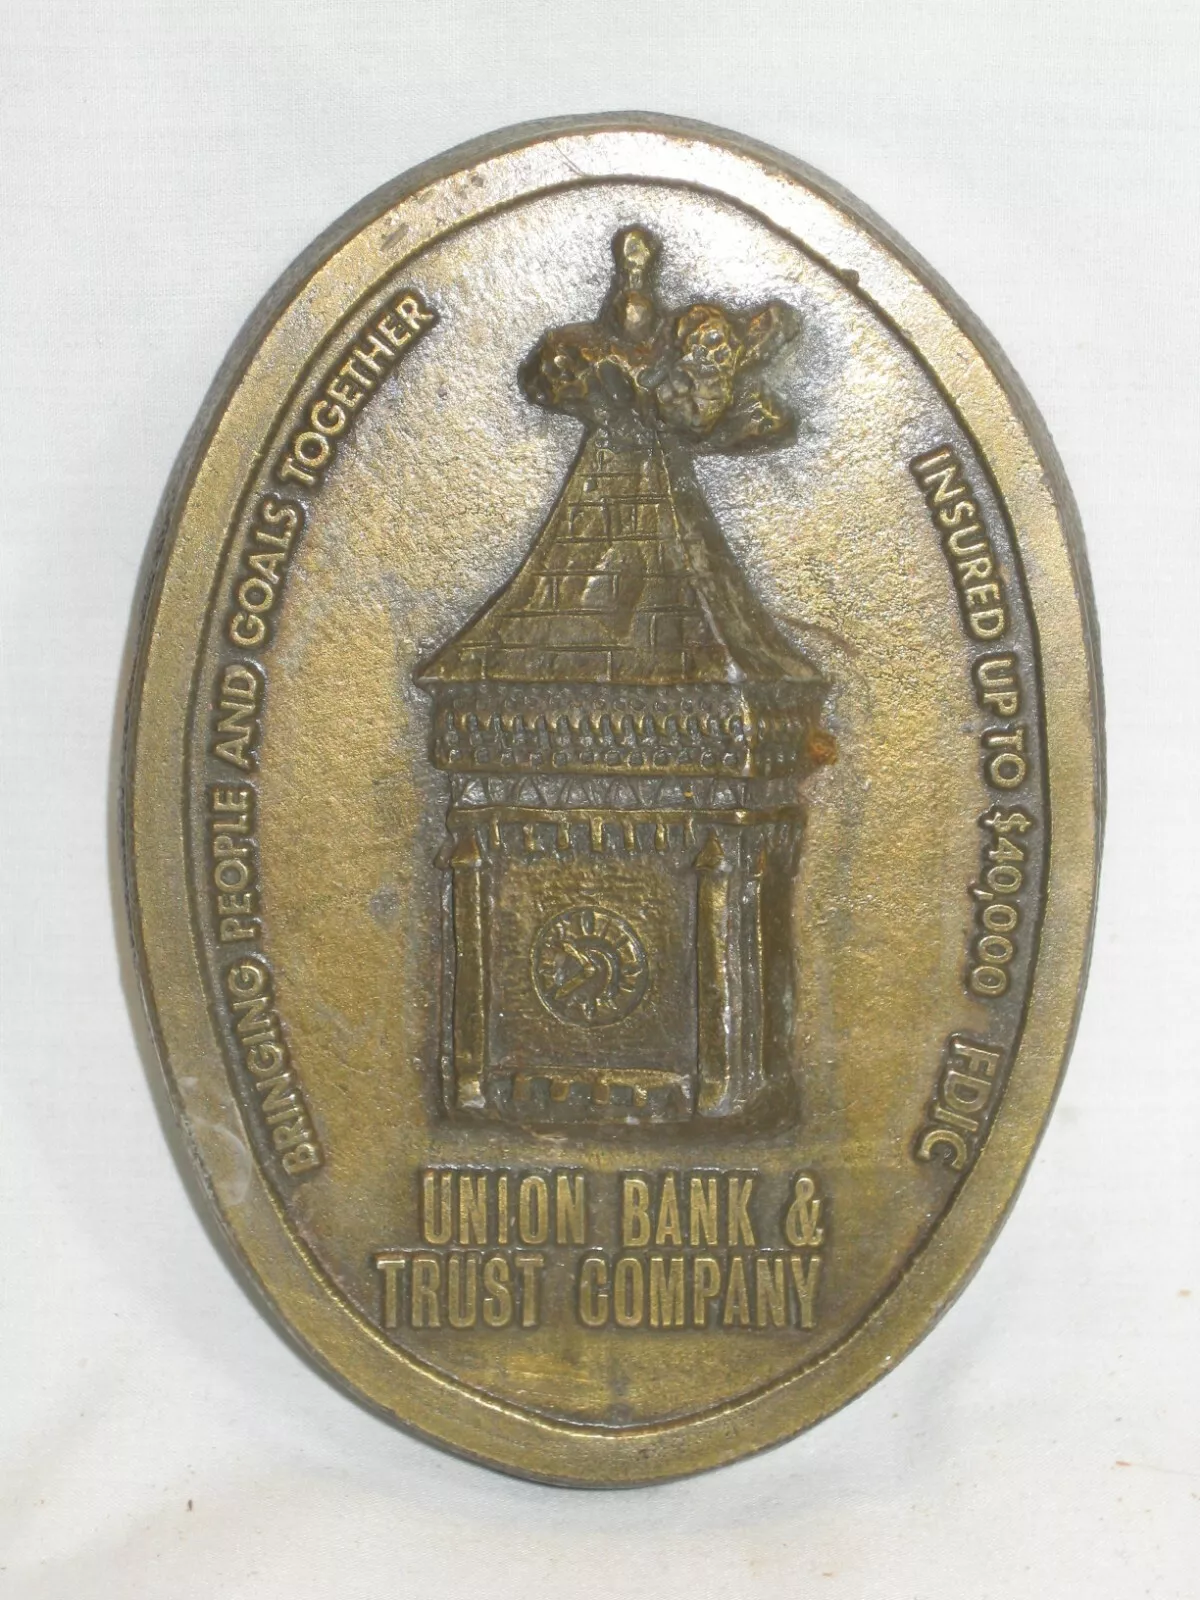 BRINGING PEOPLE AND GOALS TOGETHER
INSURED UP TO $40,000 FDIC
UNION BANK &
TRUST COMPANY